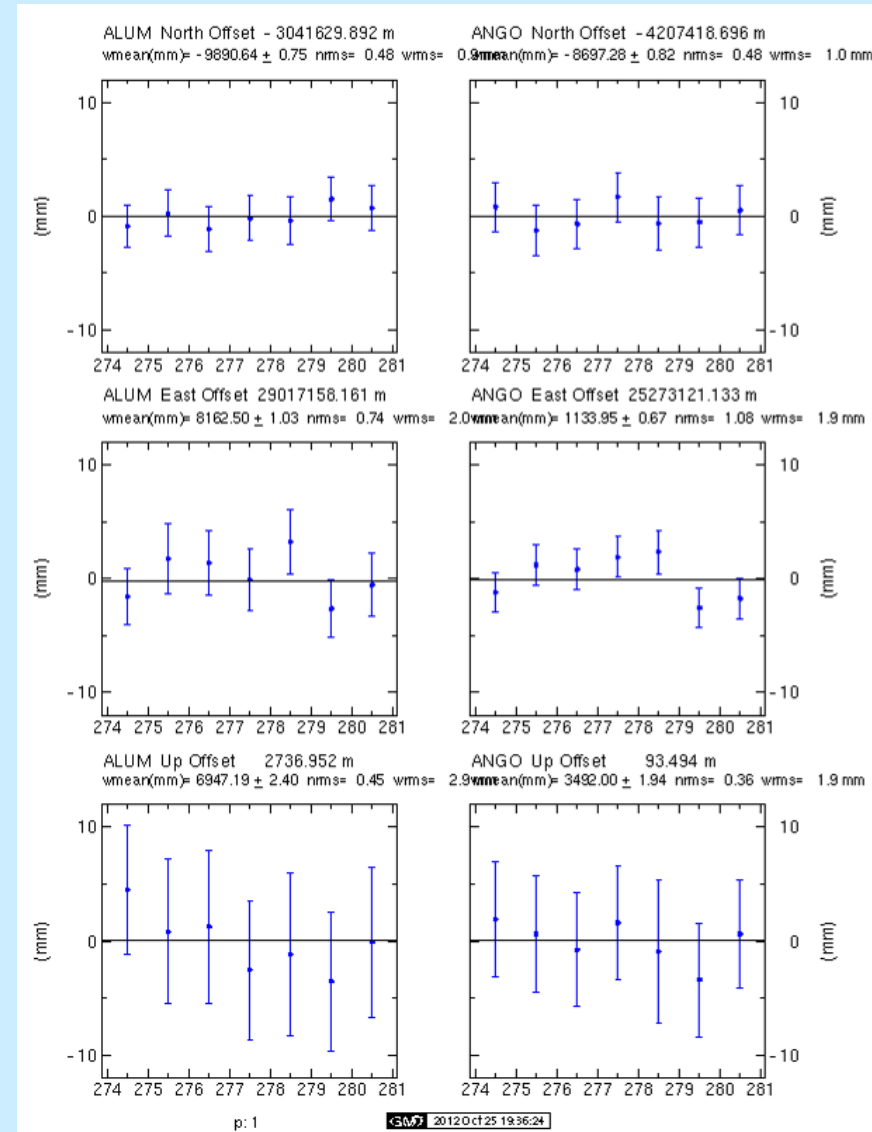 ALUM North Offset - 3041629.892 m
wmean(mm)= -9890.64 ± 0.75 nrms= 0.48 wrms= 0.9 mm
ANGO North Offset -4207418.696 m
wmean(mm)= -8697.28 ± 0.82 nrms= 0.48 wrms= 1.0 mm
10
0
-10
(mm)
274 275 276 277 278 279 280 281
10
0
-10
(mm)
274 275 276 277 278 279 280 281
ALUM East Offset 29017158.161 m
wmean(mm)= 8162.50 ± 1.03 nrms= 0.74 wrms= 2.0 mm
ANGO East Offset 25273121.133 m
wmean(mm)= 1133.95 ± 0.67 nrms= 1.08 wrms= 1.9 mm
10
0
-10
(mm)
274 275 276 277 278 279 280 281
10
0
-10
(mm)
274 275 276 277 278 279 280 281
ALUM Up Offset 2736.952 m
wmean(mm)= 6947.19 ± 2.40 nrms= 0.45 wrms= 2.9 mm
ANGO Up Offset 93.494 m
wmean(mm)= 3492.00 ± 1.94 nrms= 0.36 wrms= 1.9 mm
10
0
-10
(mm)
274 275 276 277 278 279 280 281
10
0
-10
(mm)
274 275 276 277 278 279 280 281
p: 1
GMT 2012 Oct 25 19:36:24